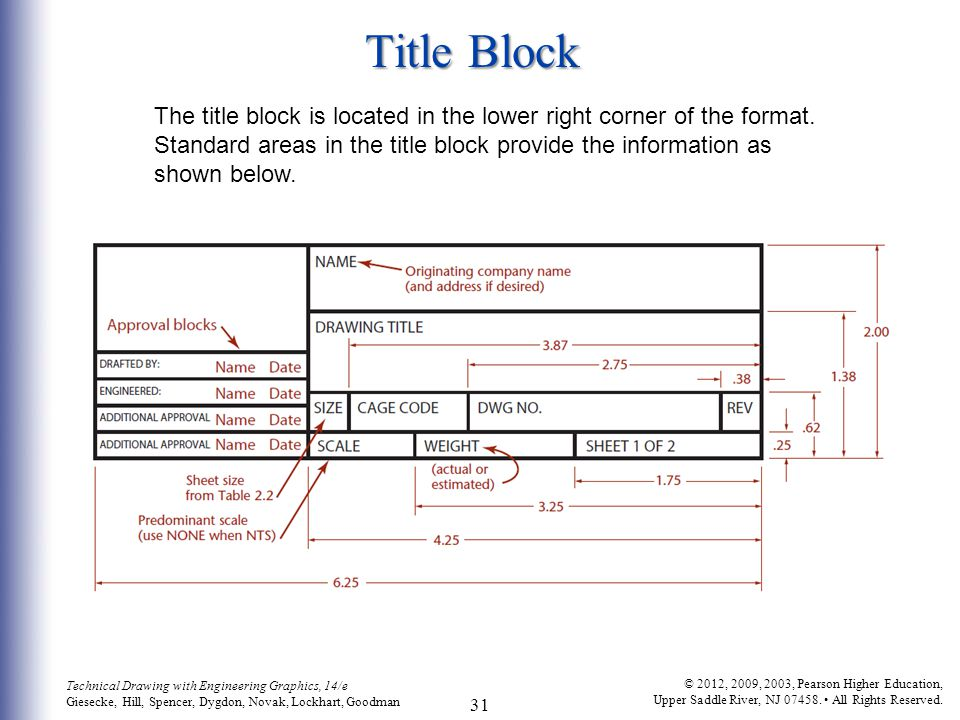 Title Block
The title block is located in the lower right corner of the format.
Standard areas in the title block provide the information as
shown below.
NAME
Originating company name
(and address if desired)
Approval blocks
DRAWING TITLE
2.00
3.87
2.75
.38
1.38
DRAFTED BY: Name Date
ENGINEERED: Name Date
ADDITIONAL APPROVAL Name Date
ADDITIONAL APPROVAL Name Date
SIZE CAGE CODE DWG NO. REV
.62
.25
SCALE WEIGHT SHEET 1 OF 2
Sheet size
from Table 2.2
(actual or
estimated)
1.75
3.25
Predominant scale
(use NONE when NTS)
4.25
6.25
Technical Drawing with Engineering Graphics, 14/e
Giesecke, Hill, Spencer, Dygdon, Novak, Lockhart, Goodman
31
© 2012, 2009, 2003, Pearson Higher Education,
Upper Saddle River, NJ 07458. • All Rights Reserved.